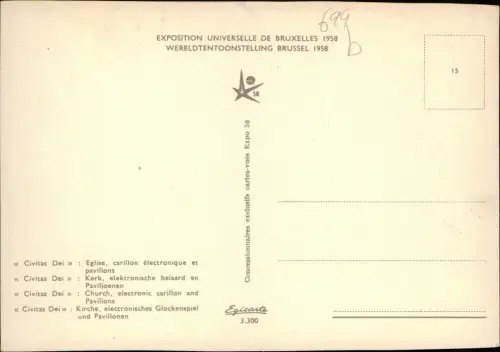 699
b
EXPOSITION UNIVERSELLE DE BRUXELLES 1958
WERELDTENTOONSTELLING BRUSSEL 1958
58
15
Concessionnaires exclusifs cartes-vues Expo 58
« Civitas Dei » : Eglise, carillon électronique et
pavillons
« Civitas Dei » : Kerk, elektronische beiaard en
Paviljoenen
« Civitas Dei » : Church, electronic carillon and
Pavilions
« Civitas Dei » : Kirche, electronisches Glockenspiel
und Pavillonen
Egicarte
3.300